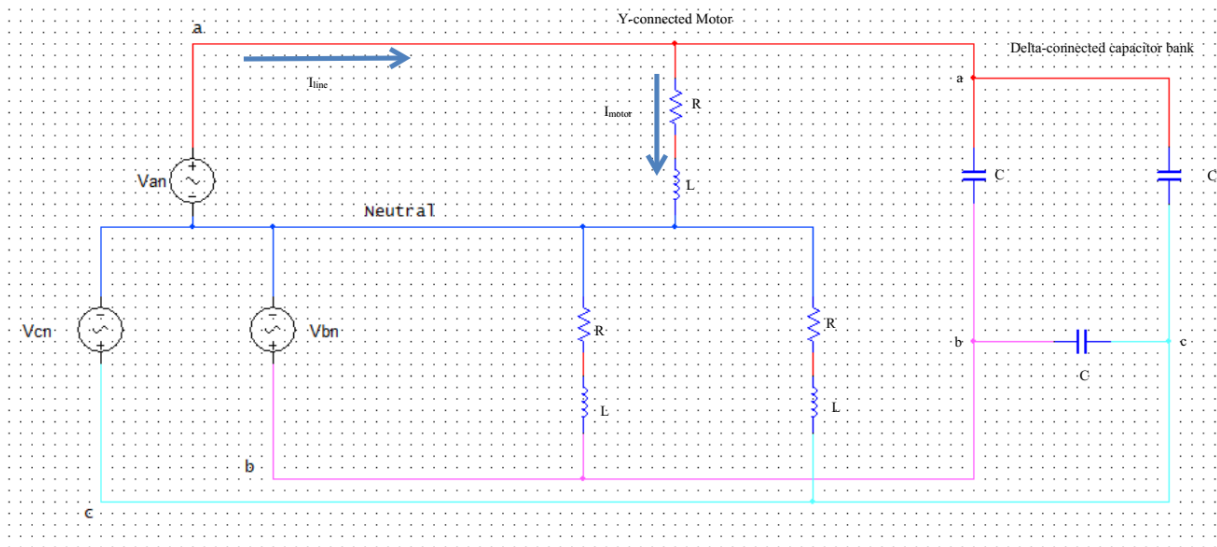 Y-connected Motor
a
Delta-connected capacitor bank
Iline
a
R
Imotor
Van
L
C
C
Neutral
Vcn
Vbn
R
R
b
c
C
L
L
b
c